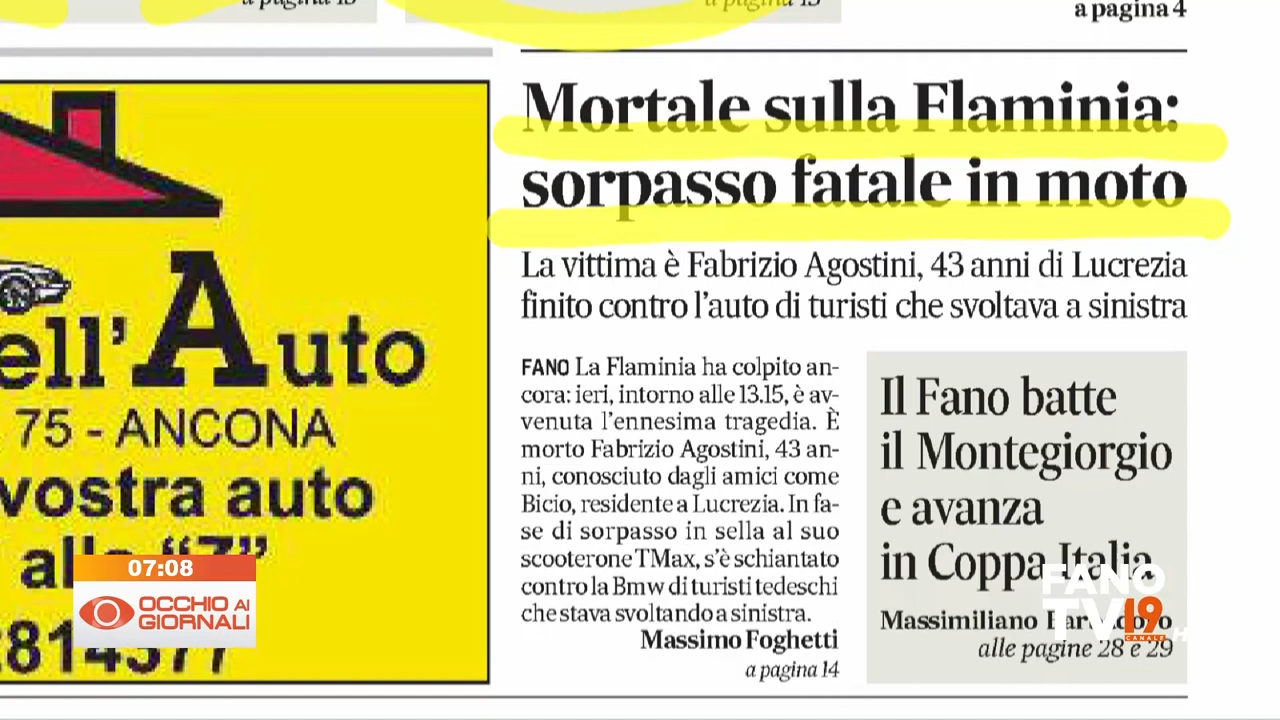 a pagina 13
a pagina 13
a pagina 4
Mortale sulla Flaminia:
sorpasso fatale in moto
La vittima è Fabrizio Agostini, 43 anni di Lucrezia
finito contro l'auto di turisti che svoltava a sinistra
FANO La Flaminia ha colpito an-
cora: ieri, intorno alle 13.15, è av-
venuta l'ennesima tragedia. È
morto Fabrizio Agostini, 43 an-
ni, conosciuto dagli amici come
Bicio, residente a Lucrezia. In fa-
se di sorpasso in sella al suo
scooterone TMax, s'è schiantato
contro la Bmw di turisti tedeschi
che stava svoltando a sinistra.
Massimo Foghetti
a pagina 14
Il Fano batte
il Montegiorgio
e avanza
in Coppa Italia
Massimiliano
alle pagine 28 e 29
ell'Auto
75 - ANCONA
vostra auto
alle "Z"
07:08
OCCHIO AI
GIORNALI
FANO
TV 19
CANALE